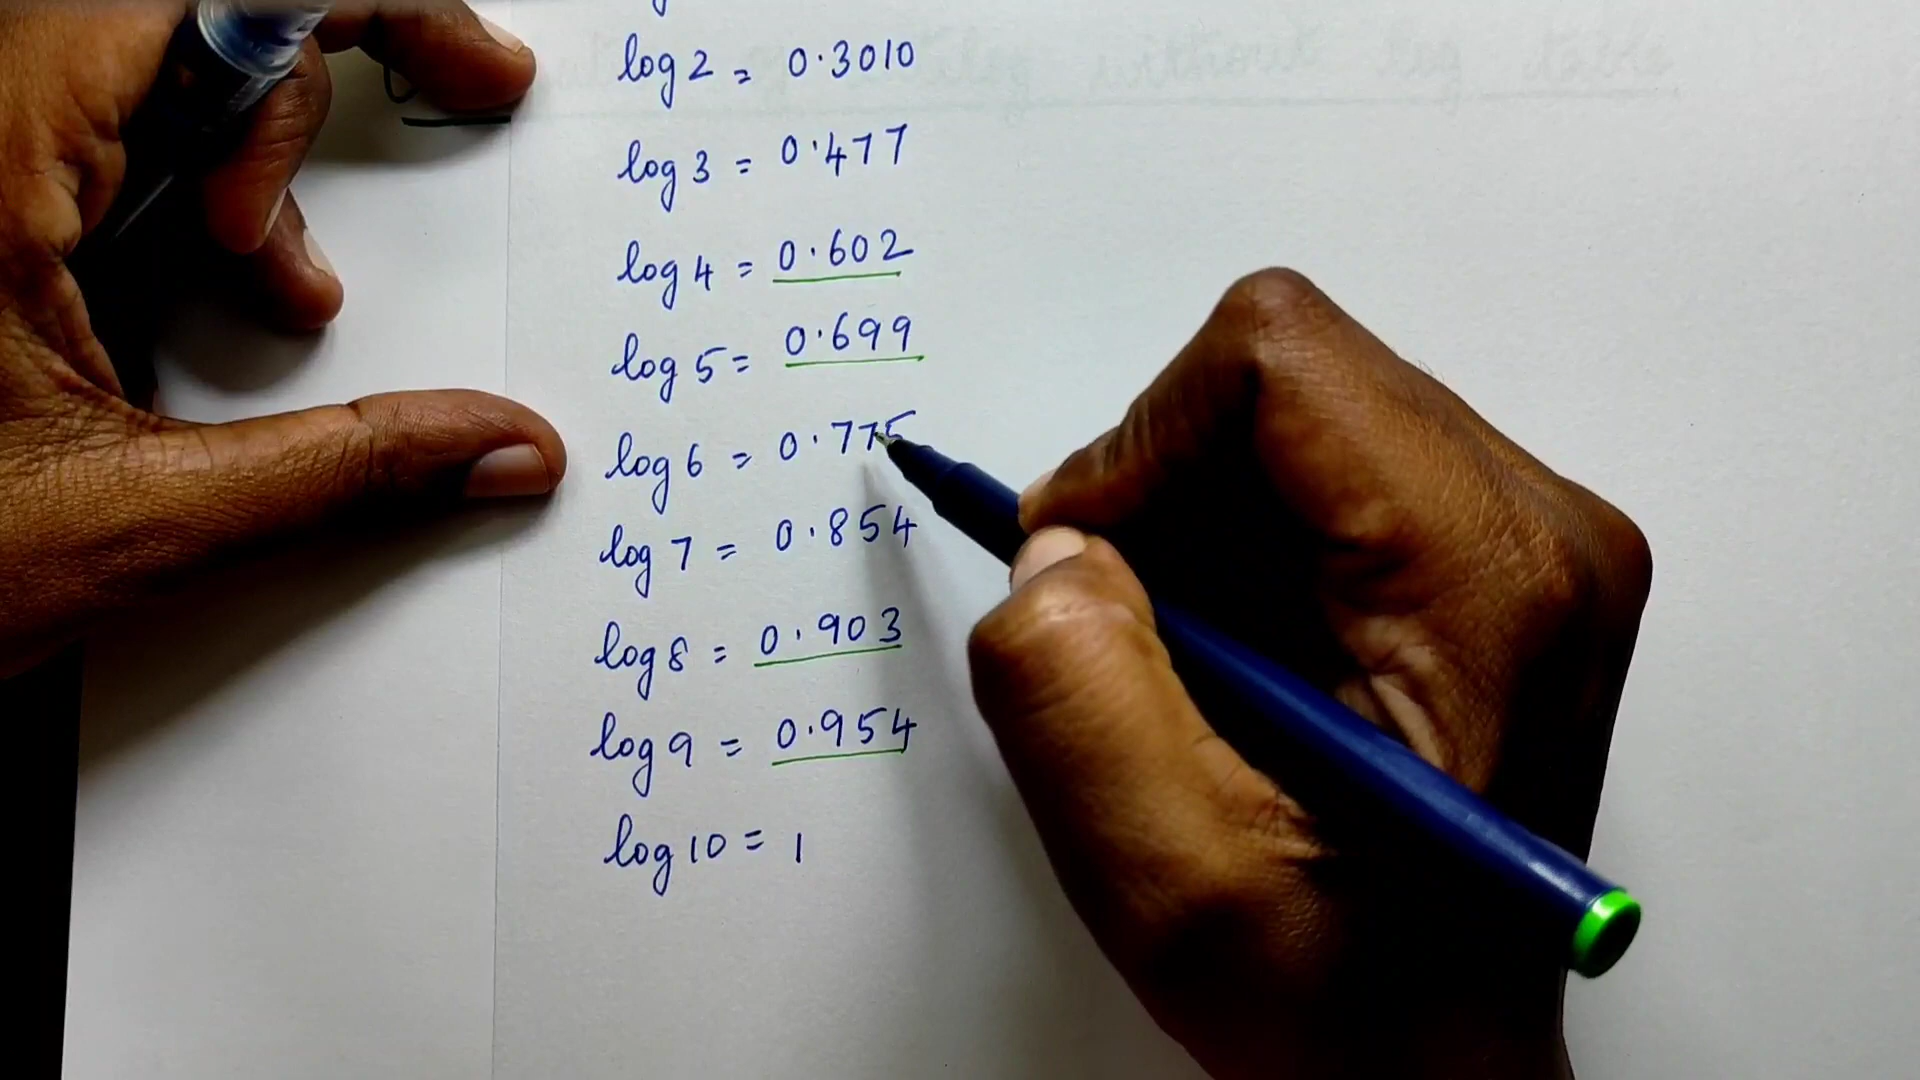 log 2 = 0.3010
log 3 = 0.477
log 4 = 0.602
log 5 = 0.699
log 6 = 0.775
log 7 = 0.854
log 8 = 0.903
log 9 = 0.954
log 10 = 1